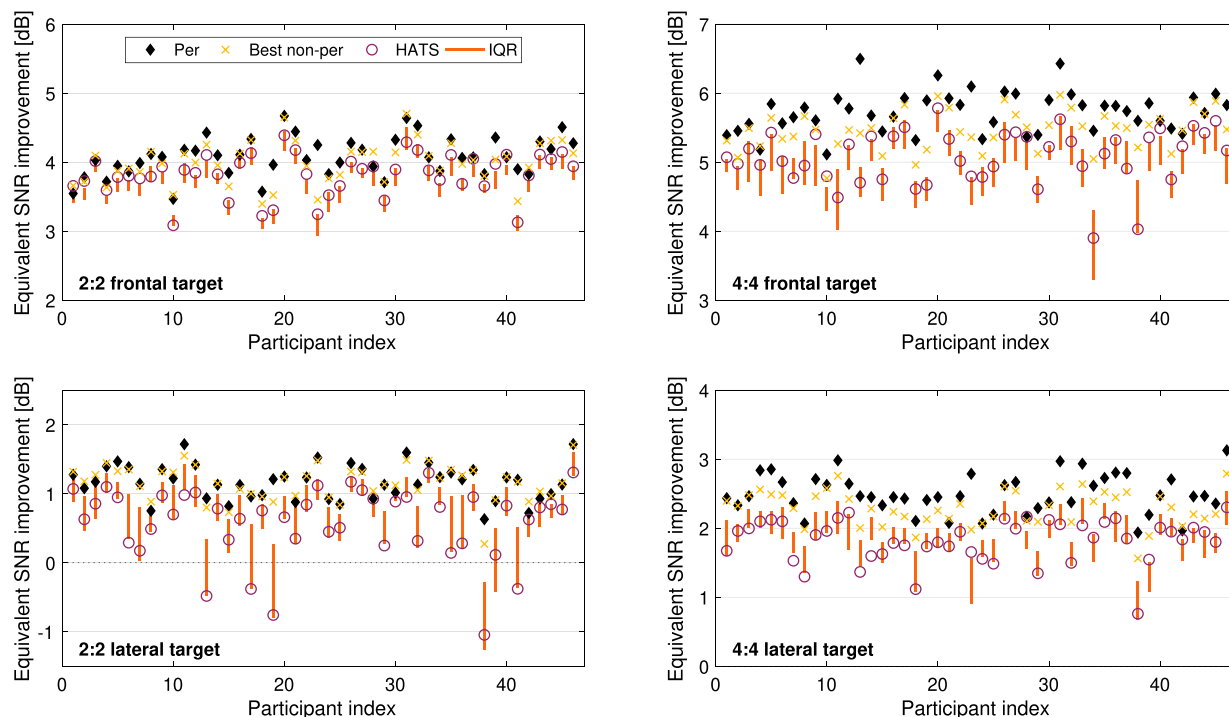 Equivalent SNR improvement [dB]
6
5
4
3
2
Per
Best non-per
HATS
IQR
2:2 frontal target
0
10
20
30
40
Participant index
Equivalent SNR improvement [dB]
7
6
5
4
3
4:4 frontal target
10
20
30
40
Participant index
Equivalent SNR improvement [dB]
2
1
0
-1
2:2 lateral target
0
10
20
30
40
Participant index
Equivalent SNR improvement [dB]
4
3
2
1
0
4:4 lateral target
0
10
20
30
40
Participant index